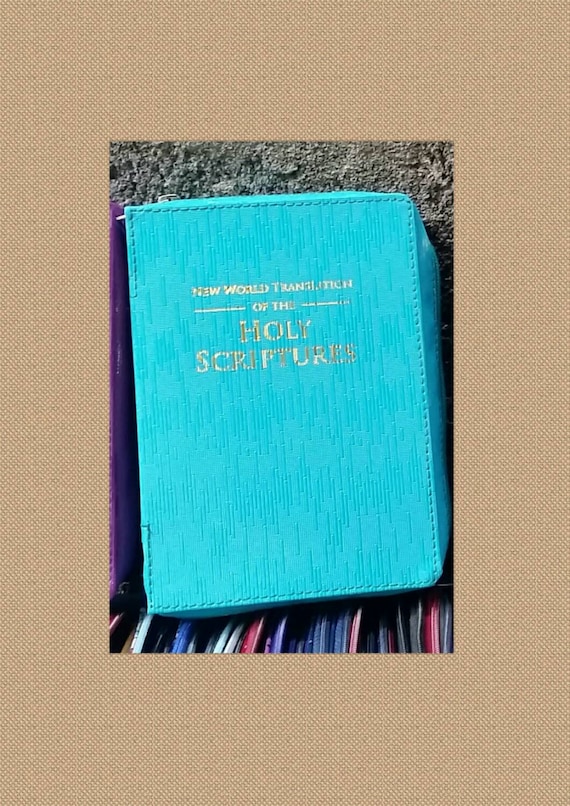 NEW WORLD TRANSLATION
OF THE
HOLY
SCRIPTURES